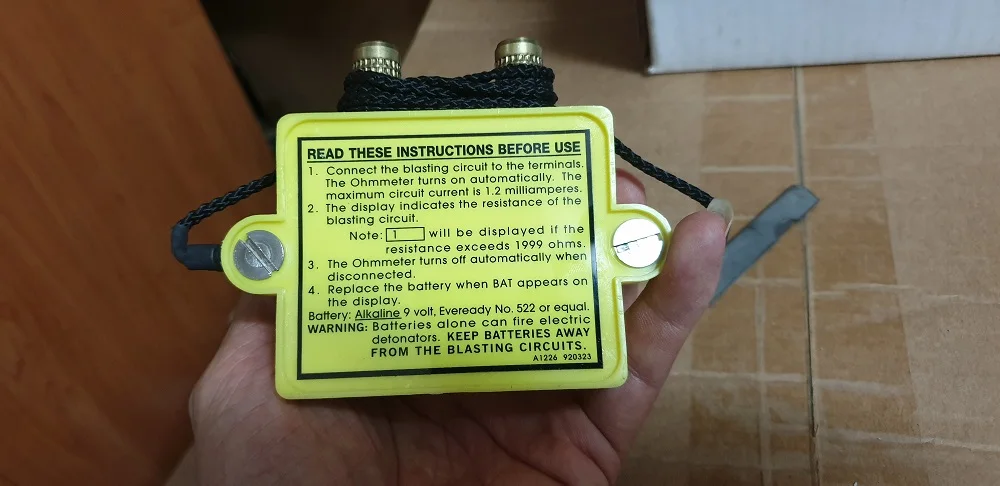 READ THESE INSTRUCTIONS BEFORE USE
1. Connect the blasting circuit to the terminals.
The Ohmmeter turns on automatically. The
maximum circuit current is 1.2 milliamperes.
2. The display indicates the resistance of the
blasting circuit.
Note: 1 will be displayed if the
resistance exceeds 1999 ohms.
3. The Ohmmeter turns off automatically when
disconnected.
4. Replace the battery when BAT appears on
the display.
Battery: Alkaline 9 volt, Eveready No. 522 or equal.
WARNING: Batteries alone can fire electric
detonators. KEEP BATTERIES AWAY
FROM THE BLASTING CIRCUITS.
A1226 920323